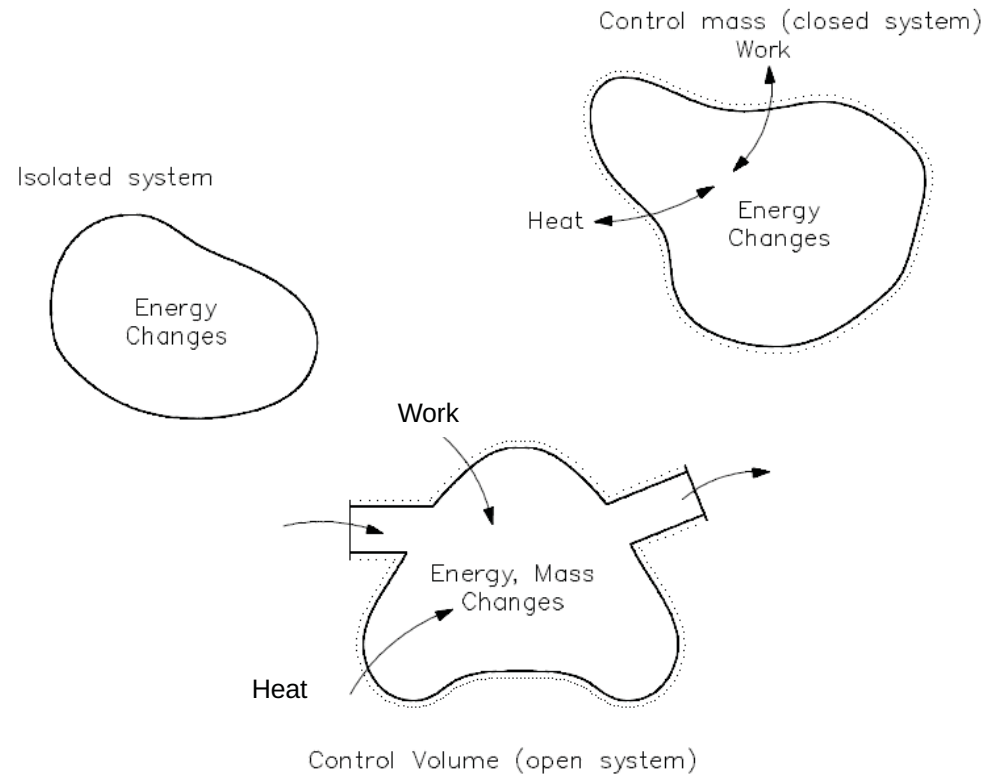 Control mass (closed system)
Work
Isolated system
Heat
Energy
Changes
Energy
Changes
Work
Energy, Mass
Changes
Heat
Control Volume (open system)